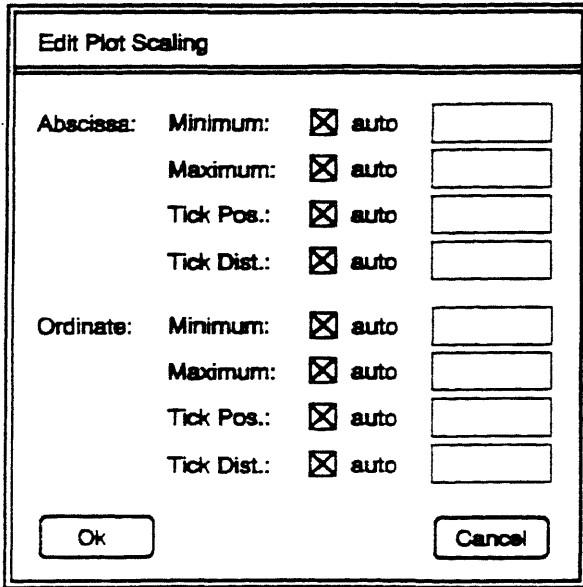 Edit Plot Scaling
Abscissa: Minimum: auto
Maximum: auto
Tick Pos.: auto
Tick Dist.: auto
Ordinate: Minimum: auto
Maximum: auto
Tick Pos.: auto
Tick Dist.: auto
Ok Cancel